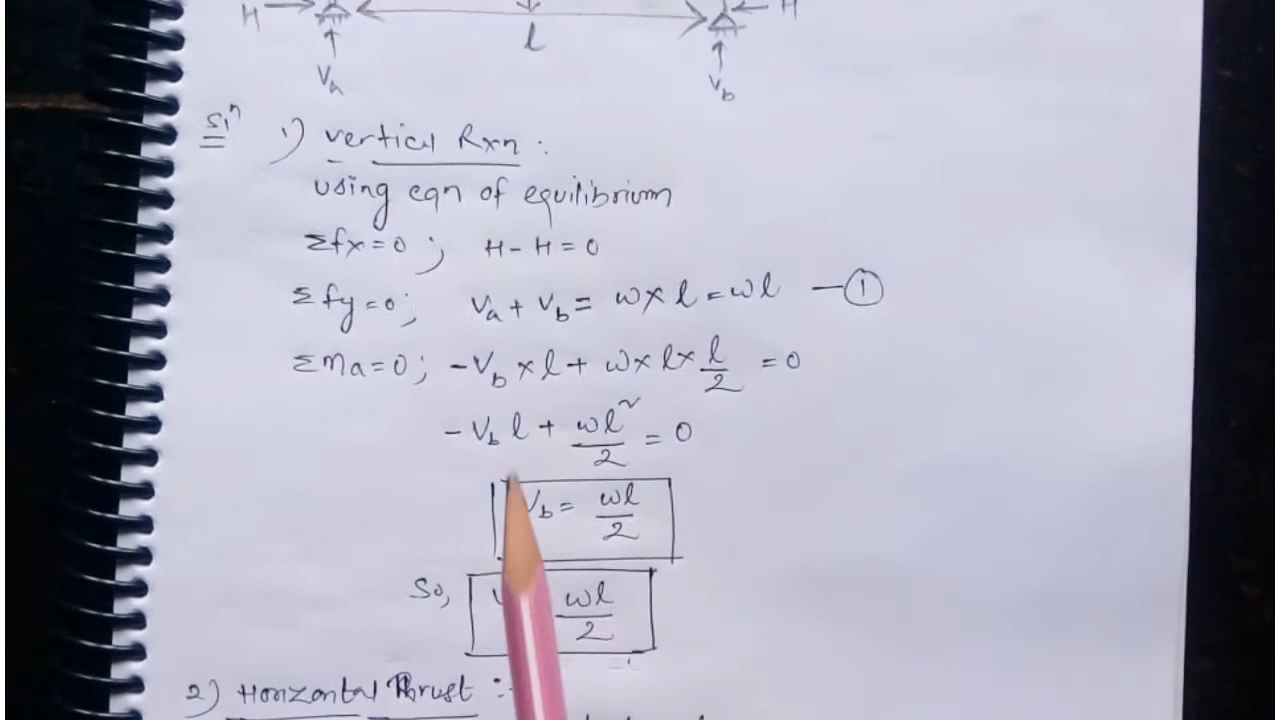 H H
l
Va Vb
Slⁿ 1) vertical Rxn :
using eqn of equilibrium
Σfx = 0 ; H - H = 0
Σfy = 0; Va + Vb = w x l = wl — ①
Σma = 0; - Vb x l + w x l x l/2 = 0
- Vb l + wl²/2 = 0
Vb = wl/2
So, wl/2
2) Horizontal Thrust :-